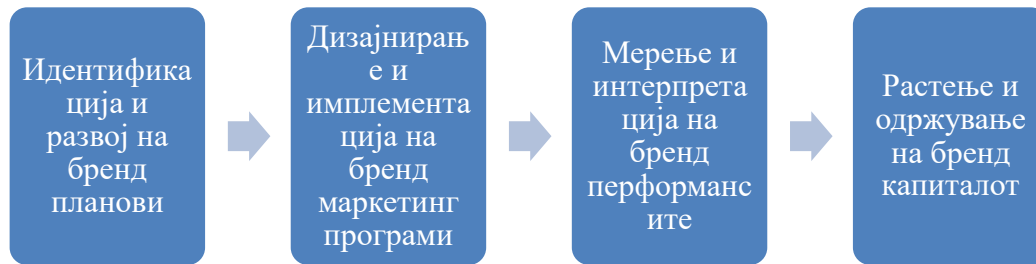 Идентифика
ција и
развој на
бренд
планови
Дизајнирањ
е и
имплемента
ција на
бренд
маркетинг
програми
Мерење и
интерпрета
ција на
бренд
перформанс
ите
Растење и
одржување
на бренд
капиталот